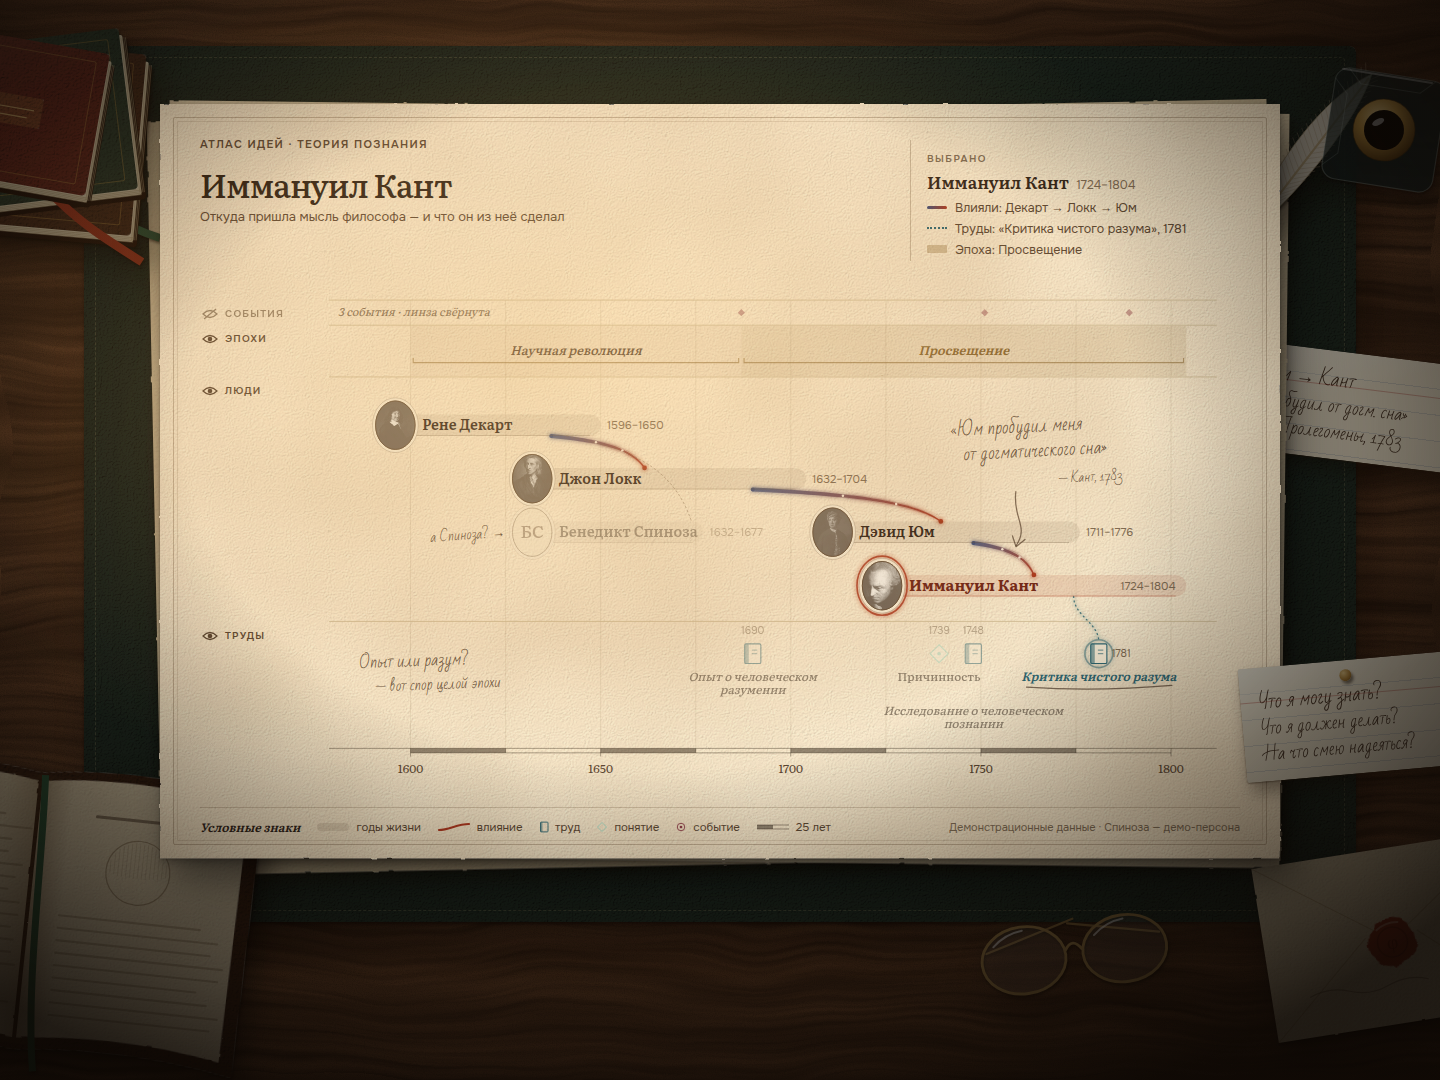 АТЛАС ИДЕЙ · ТЕОРИЯ ПОЗНАНИЯ
Иммануил Кант
Откуда пришла мысль философа – и что он из неё сделал
ВЫБРАНО
Иммануил Кант 1724–1804
Влияли: Декарт → Локк → Юм
Труды: «Критика чистого разума», 1781
Эпоха: Просвещение
СОБЫТИЯ
3 события · линза свёрнута
ЭПОХИ
Научная революция
Просвещение
ЛЮДИ
Рене Декарт 1596–1650
Джон Локк 1632–1704
а Спиноза? →
БС Бенедикт Спиноза 1632–1677
Дэвид Юм 1711–1776
Иммануил Кант 1724–1804
«Юм пробудил меня
от догматического сна»
— Кант, 1783
ТРУДЫ
Опыт или разум?
— вот спор целой эпохи
1690
Опыт о человеческом
разумении
1739
Причинность
1748
Исследование о человеческом
познании
1781
Критика чистого разума
1600 1650 1700 1750 1800
Условные знаки
годы жизни
влияние
труд
понятие
событие
25 лет
Демонстрационные данные · Спиноза – демо-персона
→ Кант
от догм. сна»
1783
Что я могу знать?
Что я должен делать?
На что смею надеяться?